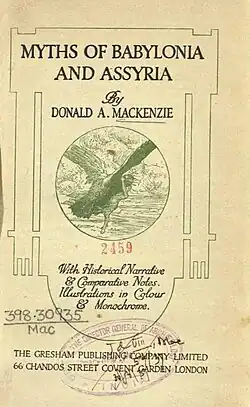 MYTHS OF BABYLONIA
AND ASSYRIA
By
DONALD A. MACKENZIE
2459
With Historical Narrative
& Comparative Notes.
Illustrations in Colour
& Monochrome.
398.30935
Mac
THE GRESHAM PUBLISHING COMPANY LIMITED
66 CHANDOS STREET COVENT GARDEN LONDON